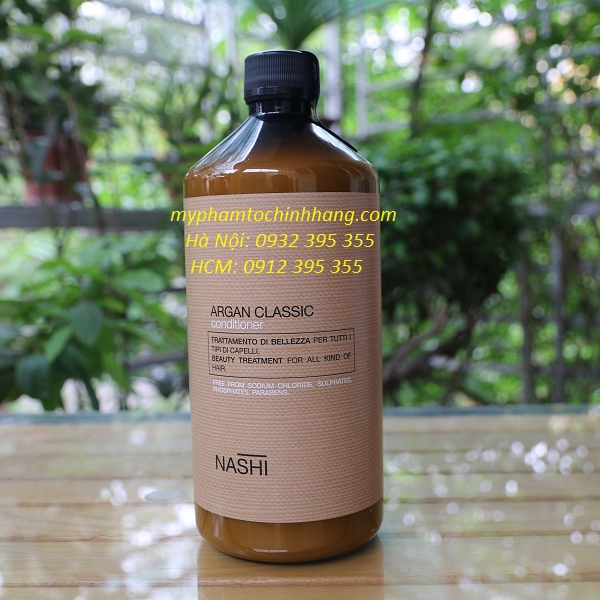 myphamtochinhhang.com
Hà Nội: 0932 395 355
HCM: 0912 395 355
ARGAN CLASSIC
conditioner
TRATTAMENTO DI BELLEZZA PER TUTTI I
TIPI DI CAPELLI.
BEAUTY TREATMENT FOR ALL KIND OF
HAIR.
FREE FROM SODIUM CHLORIDE, SULPHATES,
PHOSPHATES, PARABENS.
NASHI